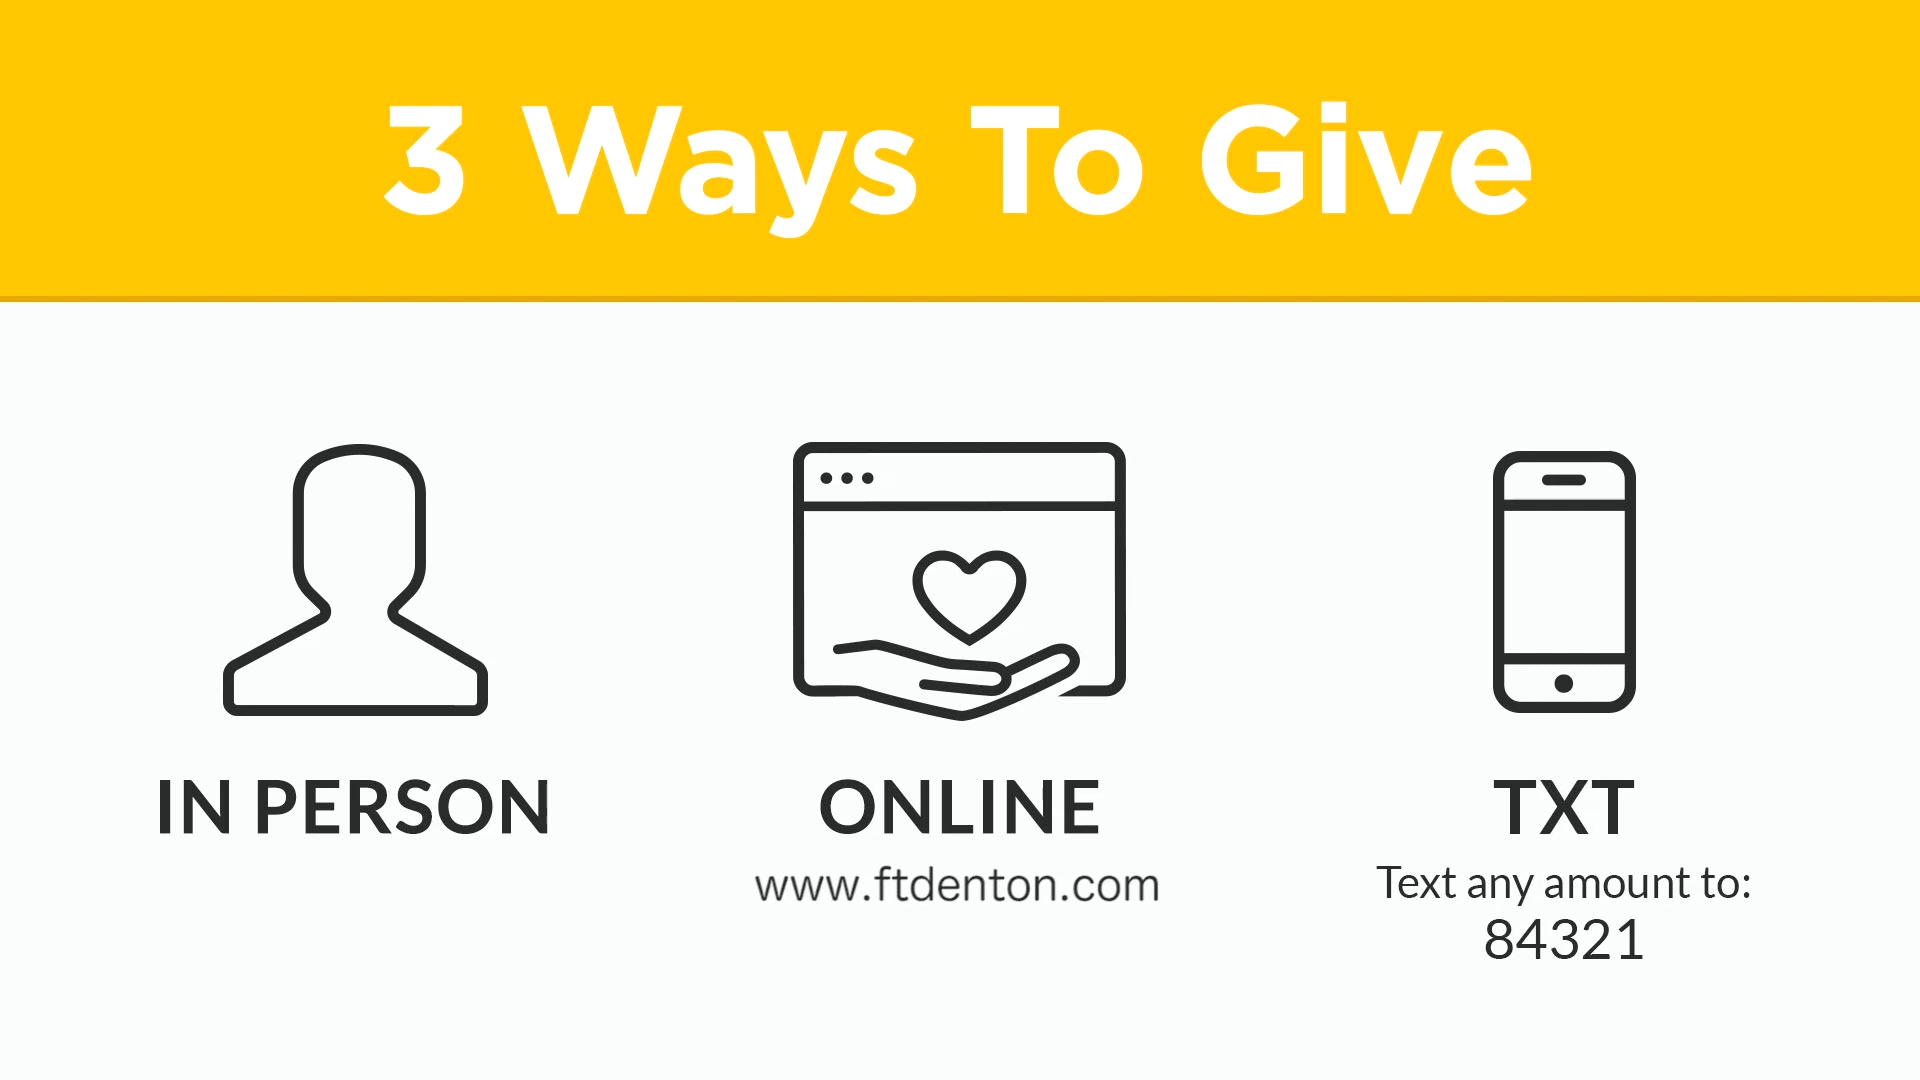 3 Ways To Give
IN PERSON
ONLINE
www.ftdenton.com
TXT
Text any amount to:
84321